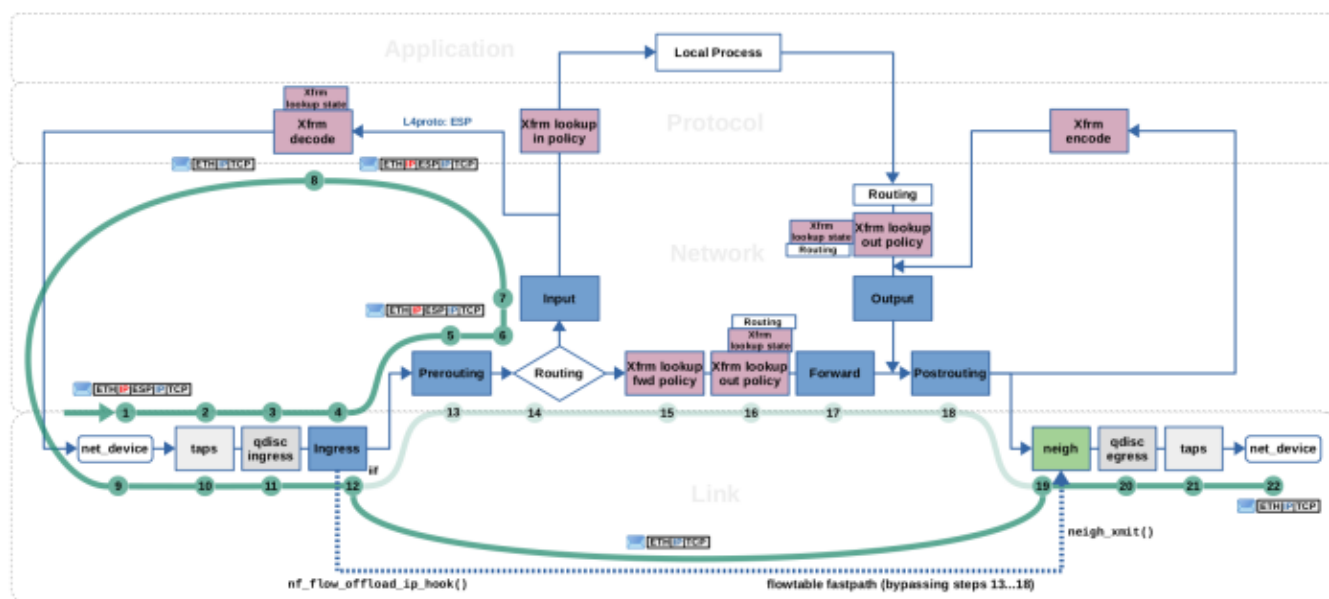 Application
Local Process
Xfrm
lookup state
Xfrm
decode
L4proto: ESP
Xfrm lookup
in policy
Protocol
Xfrm
encode
ETH IP TCP
ETH IP ESP IP TCP
8
Routing
Xfrm
lookup state
Routing
Xfrm lookup
out policy
Network
7
Input
Output
ETH IP ESP IP TCP
5
6
Routing
Xfrm
lookup state
Prerouting
Routing
Xfrm lookup
fwd policy
Xfrm lookup
out policy
Forward
Postrouting
ETH IP ESP IP TCP
1
2
3
4
13
14
15
16
17
18
net_device
taps
qdisc
ingress
Ingress
iif
neigh
qdisc
egress
taps
net_device
9
10
11
12
Link
19
20
21
22
ETH IP TCP
ETH IP TCP
neigh_xmit()
nf_flow_offload_ip_hook()
flowtable fastpath (bypassing steps 13...18)